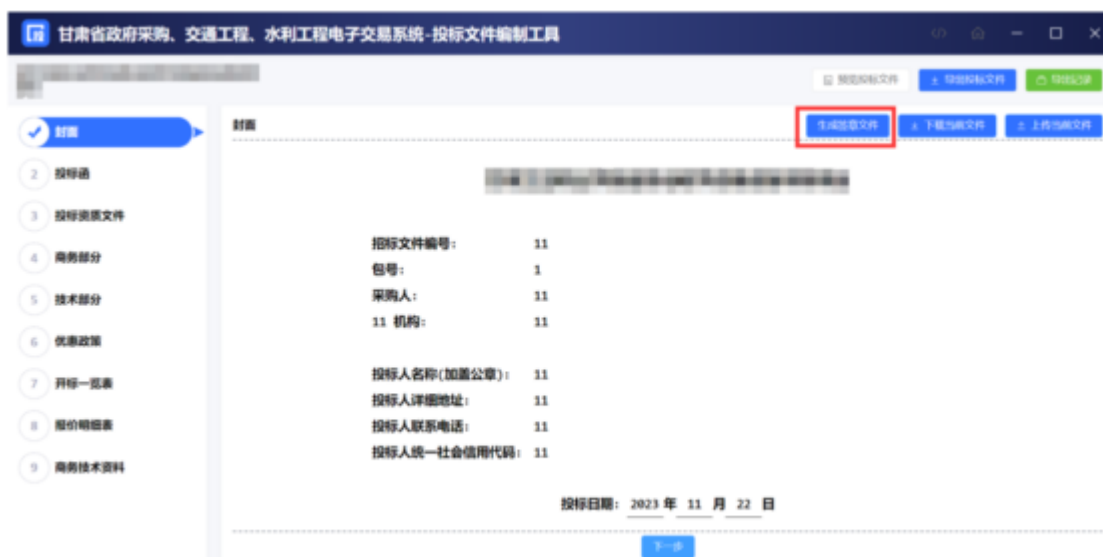 甘肃省政府采购、交通工程、水利工程电子交易系统-投标文件编制工具
预览投标文件
导出投标文件
导出记录
封面
封面
生成签章文件
下载当前文件
上传当前文件
2 投标函
3 投标资质文件
4 商务部分
5 技术部分
6 优惠政策
7 开标一览表
8 报价明细表
9 商务技术资料
招标文件编号: 11
包号: 1
采购人: 11
11 机构: 11
投标人名称(加盖公章): 11
投标人详细地址: 11
投标人联系电话: 11
投标人统一社会信用代码: 11
投标日期: 2023 年 11 月 22 日
下一步